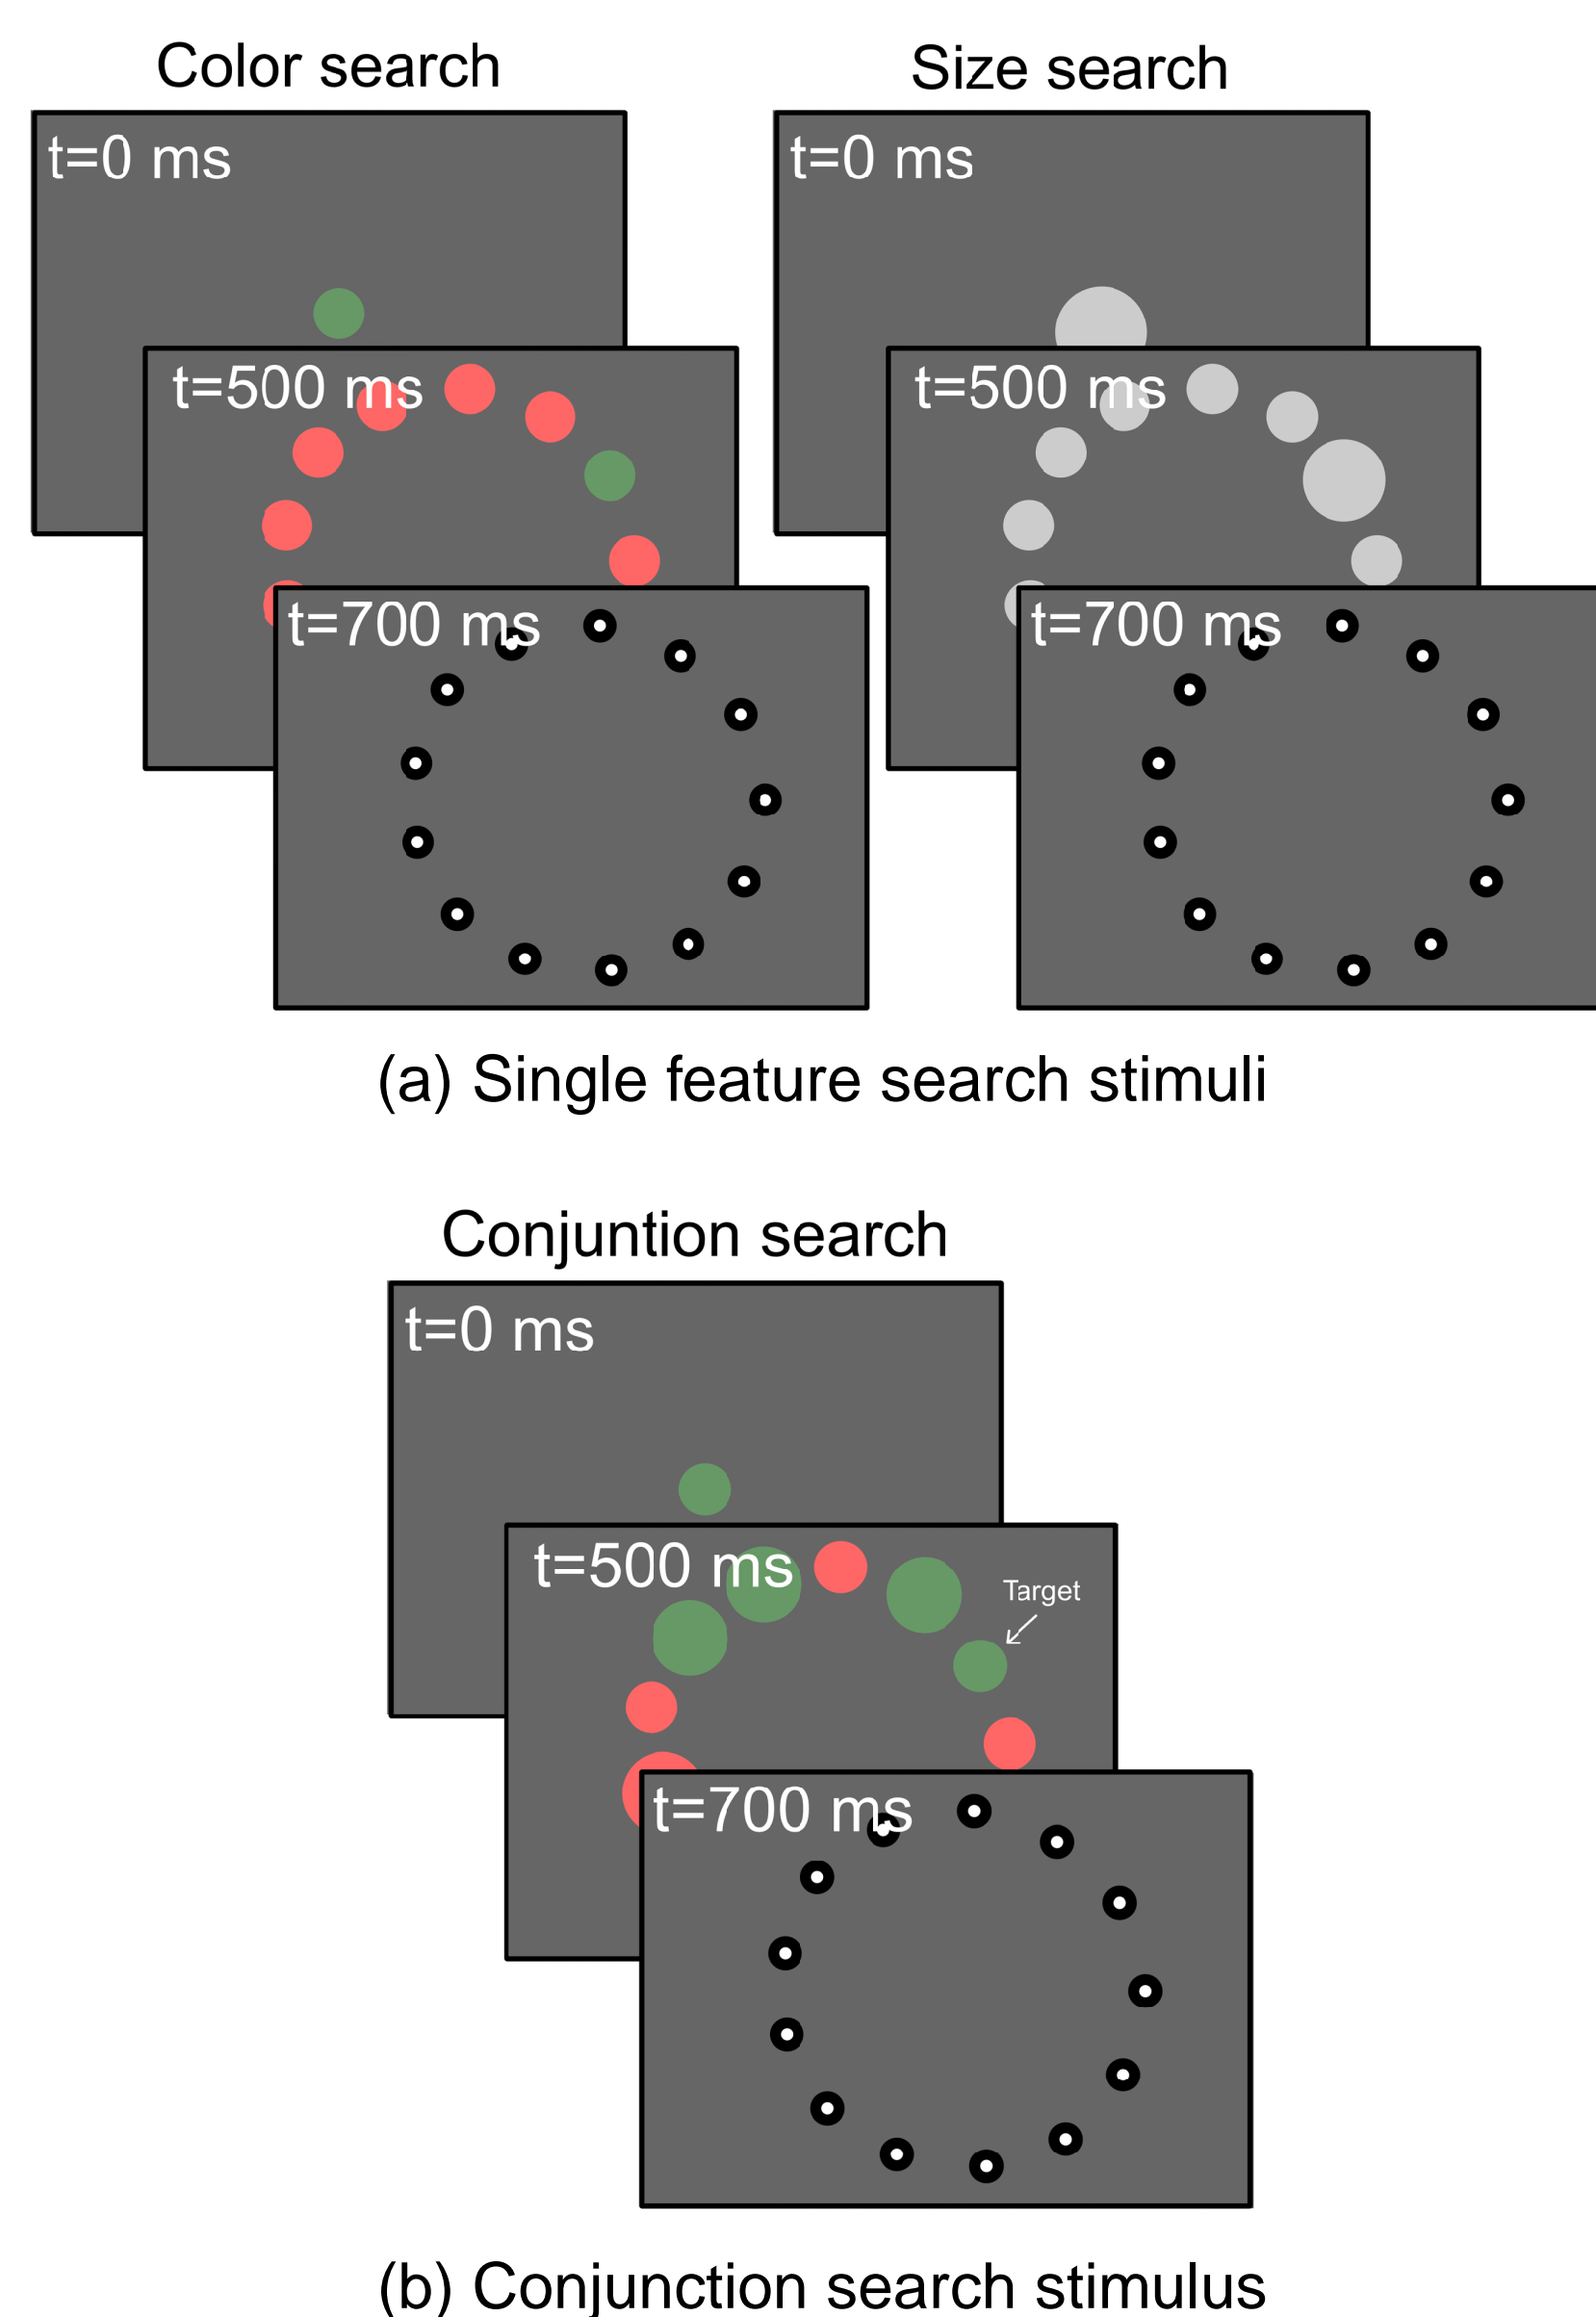 Color search
Size search
t=0 ms
t=0 ms
t=500 ms
t=500 ms
t=700 ms
t=700 ms
(a) Single feature search stimuli
Conjuntion search
t=0 ms
t=500 ms
Target
t=700 ms
(b) Conjunction search stimulus